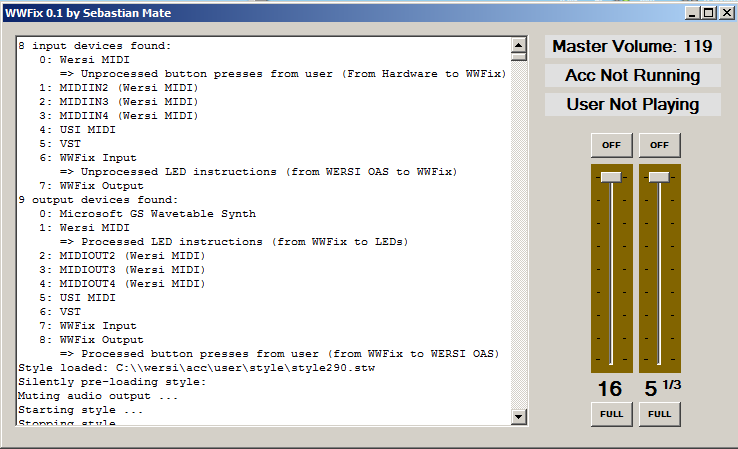 WWFix 0.1 by Sebastian Mate
8 input devices found:
0: Wersi MIDI
=> Unprocessed button presses from user (From Hardware to WWFix)
1: MIDIIN2 (Wersi MIDI)
2: MIDIIN3 (Wersi MIDI)
3: MIDIIN4 (Wersi MIDI)
4: USI MIDI
5: VST
6: WWFix Input
=> Unprocessed LED instructions (from WERSI OAS to WWFix)
7: WWFix Output
9 output devices found:
0: Microsoft GS Wavetable Synth
1: Wersi MIDI
=> Processed LED instructions (from WWFix to LEDs)
2: MIDIOUT2 (Wersi MIDI)
3: MIDIOUT3 (Wersi MIDI)
4: MIDIOUT4 (Wersi MIDI)
5: USI MIDI
6: VST
7: WWFix Input
8: WWFix Output
=> Processed button presses from user (from WWFix to WERSI OAS)
Style loaded: C:\\wersi\acc\user\style\style290.stw
Silently pre-loading style:
Muting audio output ...
Starting style ...
Stopping style
Master Volume: 119
Acc Not Running
User Not Playing
OFF OFF
16 5 1/3
FULL FULL